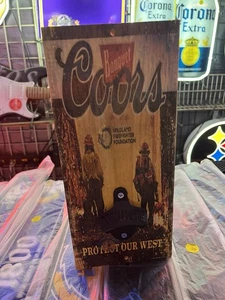 Corona
Extra
Corona
Extra
Banquet
Coors
WILDLAND
FIREFIGHTER
FOUNDATION
PROTECT OUR WEST